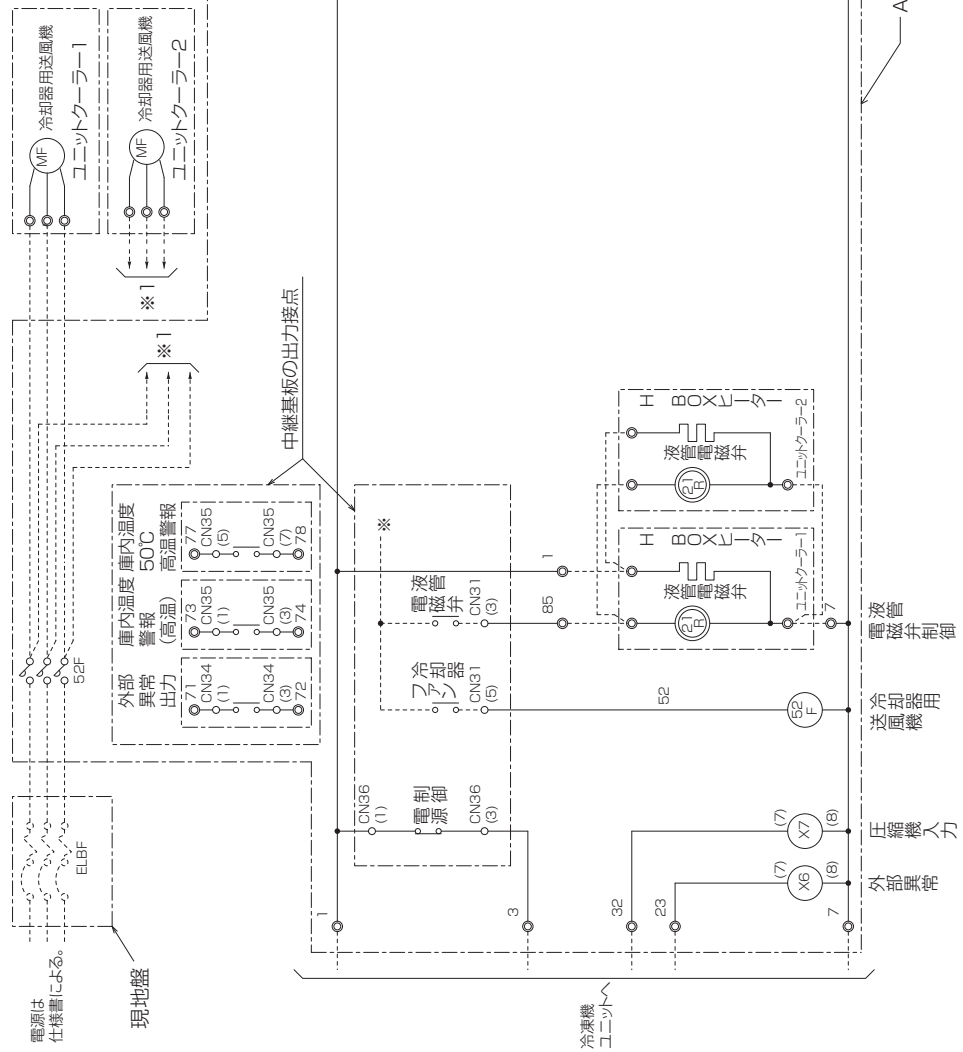 冷却器用送風機
MF
ユニットクーラー1
冷却器用送風機
MF
ユニットクーラー2
※1
※1
52F
ELBF
電源は
仕様書による。
現地盤
中継基板の出力接点
外部
異常
出力
71
CN34
(1)
CN34
(3)
72
庫内温度
警報
(高温)
73
CN35
(1)
CN35
(3)
74
庫内温度
50℃
高温警報
77
CN35
(5)
CN35
(7)
78
※
CN36
(1)
電源
制御
CN36
(3)
冷却器
ファン
CN31
(5)
液管
電磁弁
CN31
(3)
1
3
32
23
7
冷凍機
ユニットへ
52
85
1
H BOXヒーター
液管電磁弁
21
R
ユニットクーラー1
H BOXヒーター
液管電磁弁
21
R
ユニットクーラー2
7
(7)
X6
(8)
外部異常
(7)
X7
(8)
圧縮機入力
52
F
冷却器用
送風機
液管
電磁弁制御
A